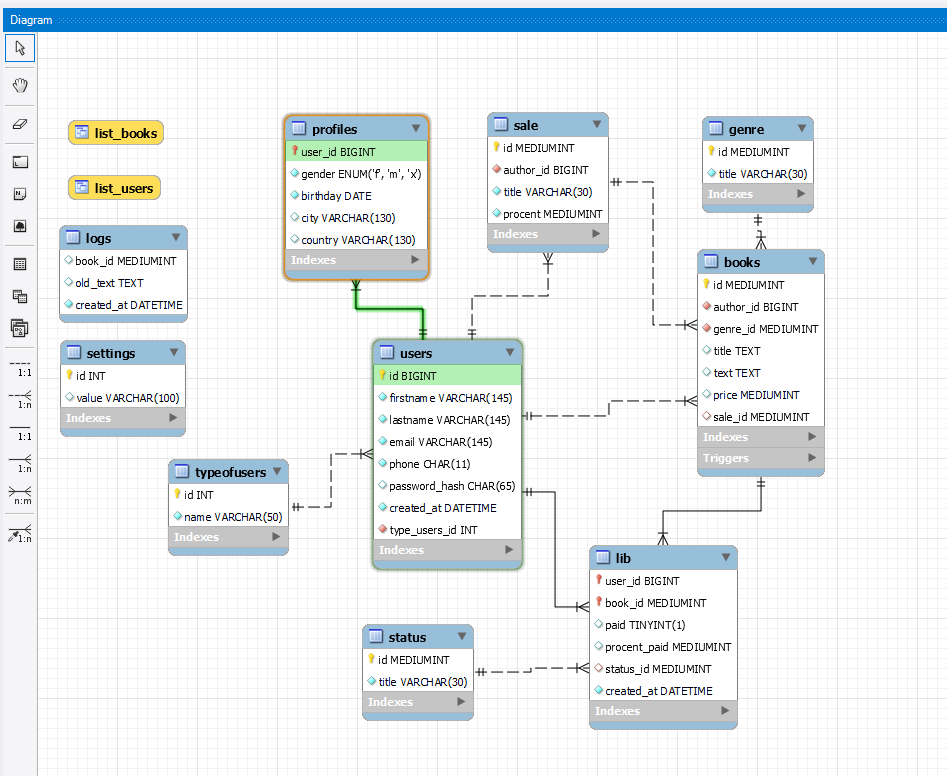 Diagram
list_books
list_users
logs
book_id MEDIUMINT
old_text TEXT
created_at DATETIME
settings
id INT
value VARCHAR(100)
Indexes
profiles
user_id BIGINT
gender ENUM('f', 'm', 'x')
birthday DATE
city VARCHAR(130)
country VARCHAR(130)
Indexes
sale
id MEDIUMINT
author_id BIGINT
title VARCHAR(30)
procent MEDIUMINT
Indexes
genre
id MEDIUMINT
title VARCHAR(30)
Indexes
books
id MEDIUMINT
author_id BIGINT
genre_id MEDIUMINT
title TEXT
text TEXT
price MEDIUMINT
sale_id MEDIUMINT
Indexes
Triggers
users
id BIGINT
firstname VARCHAR(145)
lastname VARCHAR(145)
email VARCHAR(145)
phone CHAR(11)
password_hash CHAR(65)
created_at DATETIME
type_users_id INT
Indexes
typeofusers
id INT
name VARCHAR(50)
Indexes
status
id MEDIUMINT
title VARCHAR(30)
Indexes
lib
user_id BIGINT
book_id MEDIUMINT
paid TINYINT(1)
procent_paid MEDIUMINT
status_id MEDIUMINT
created_at DATETIME
Indexes
1:1
1:n
1:1
1:n
n:m
1:n